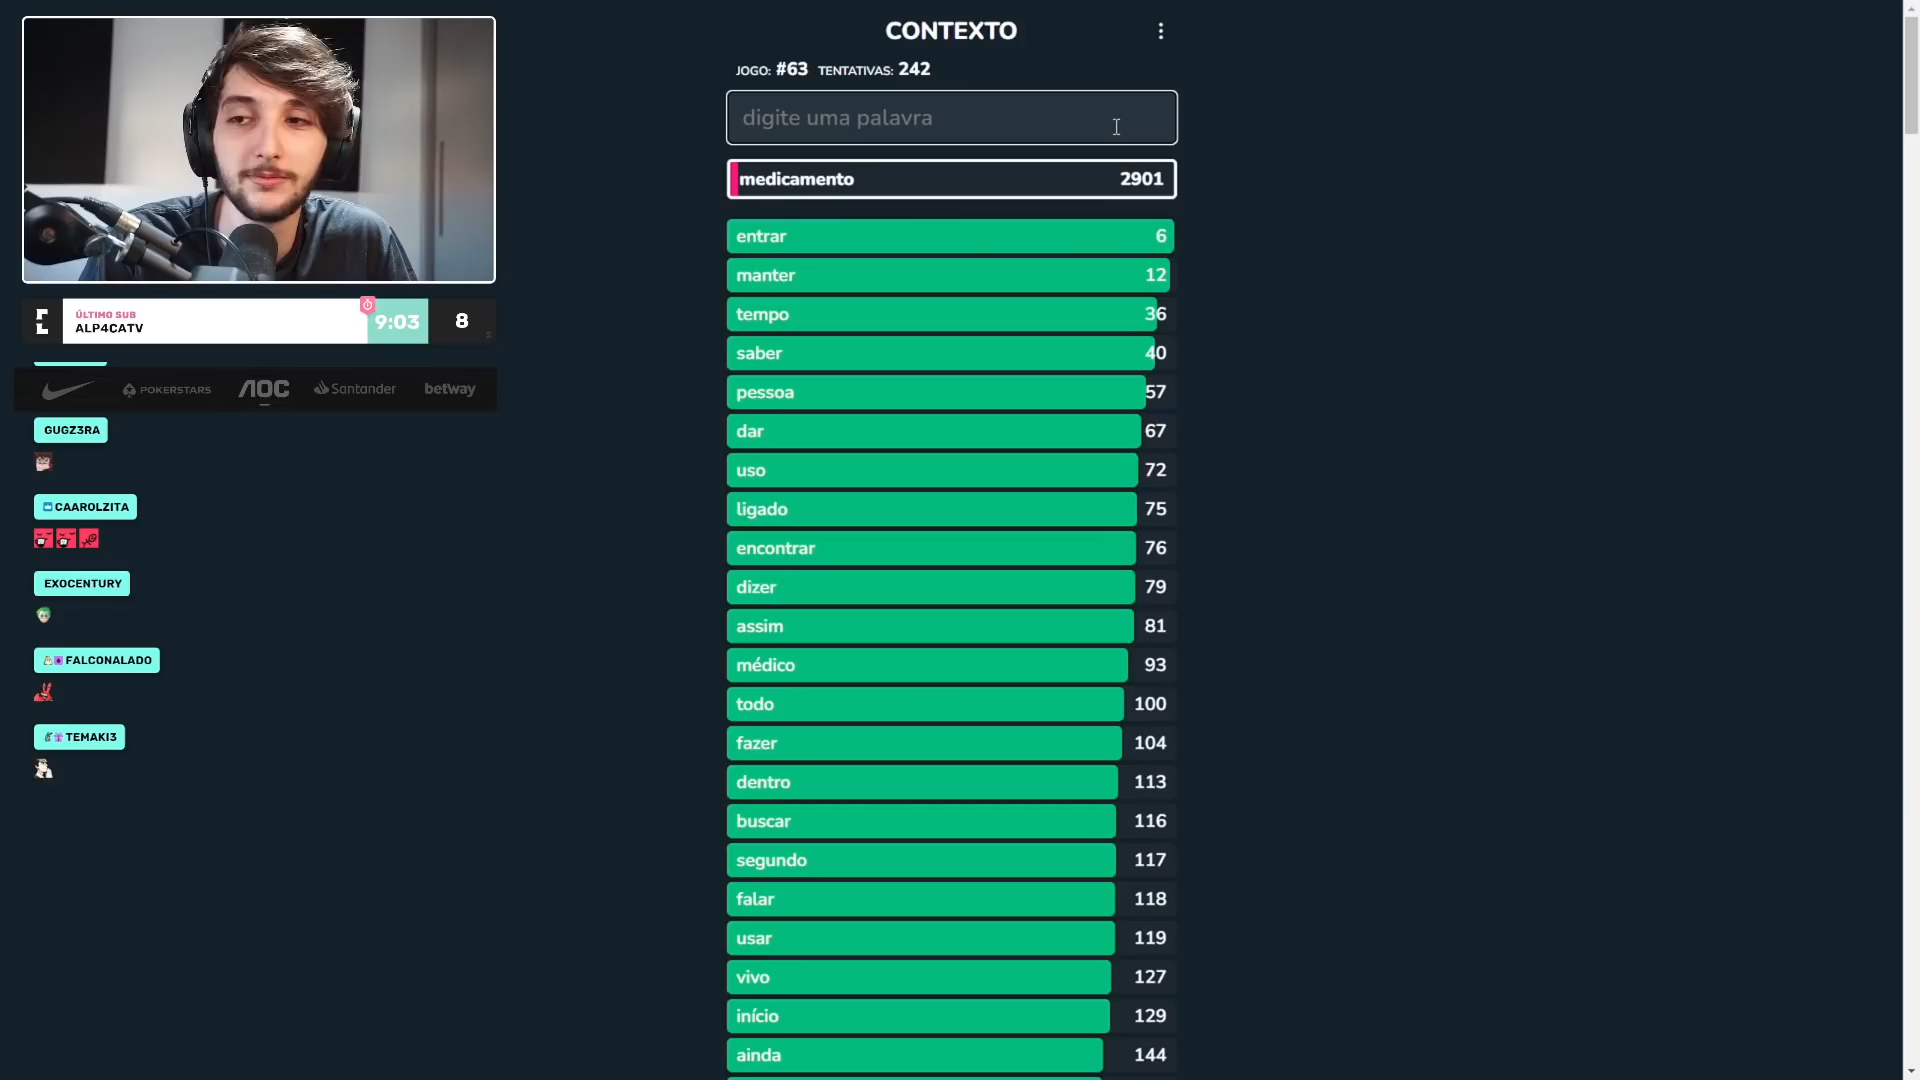 CONTEXTO
JOGO: #63 TENTATIVAS: 242
digite uma palavra
medicamento 2901
entrar 6
manter 12
tempo 36
saber 40
pessoa 57
dar 67
uso 72
ligado 75
encontrar 76
dizer 79
assim 81
médico 93
todo 100
fazer 104
dentro 113
buscar 116
segundo 117
falar 118
usar 119
vivo 127
início 129
ainda 144
ÚLTIMO SUB
ALP4ÇATV
9:03
8
POKERSTARS AOC Santander betway
GUGZ3RA
CAAROLZITA
EXOCENTURY
FALCONALADO
TEMAKI3